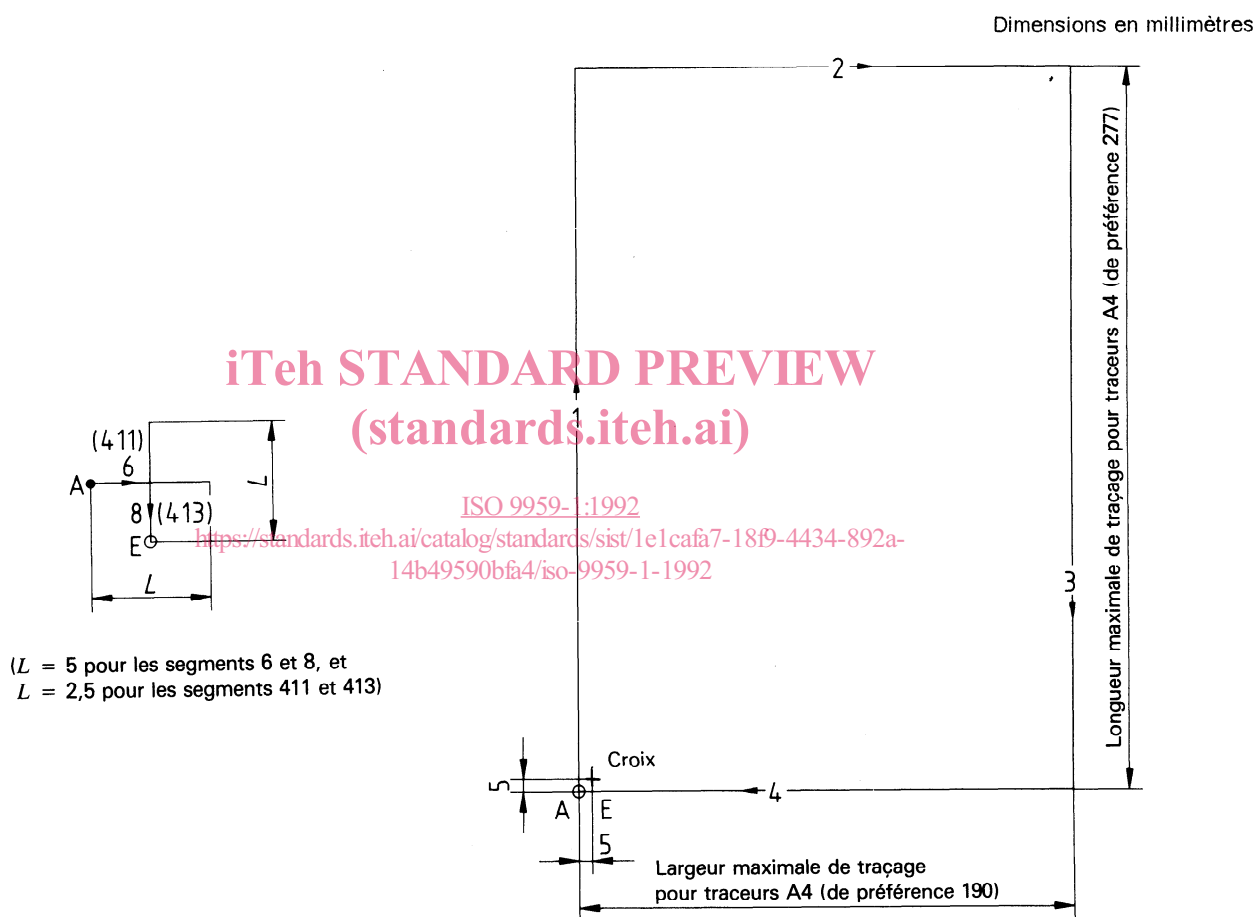 Dimensions en millimètres
2
Longueur maximale de traçage pour traceurs A4 (de préférence 277)
iTeh STANDARD PREVIEW
1
(standards.iteh.ai)
(411)
6
A
L
8 (413)
E
L
ISO 9959-1:1992
https://standards.iteh.ai/catalog/standards/sist/1e1cafa7-18f9-4434-892a-
14b49590bfa4/iso-9959-1-1992
3
(L = 5 pour les segments 6 et 8, et
L = 2,5 pour les segments 411 et 413)
Croix
5
4
A E
5
Largeur maximale de traçage
pour traceurs A4 (de préférence 190)